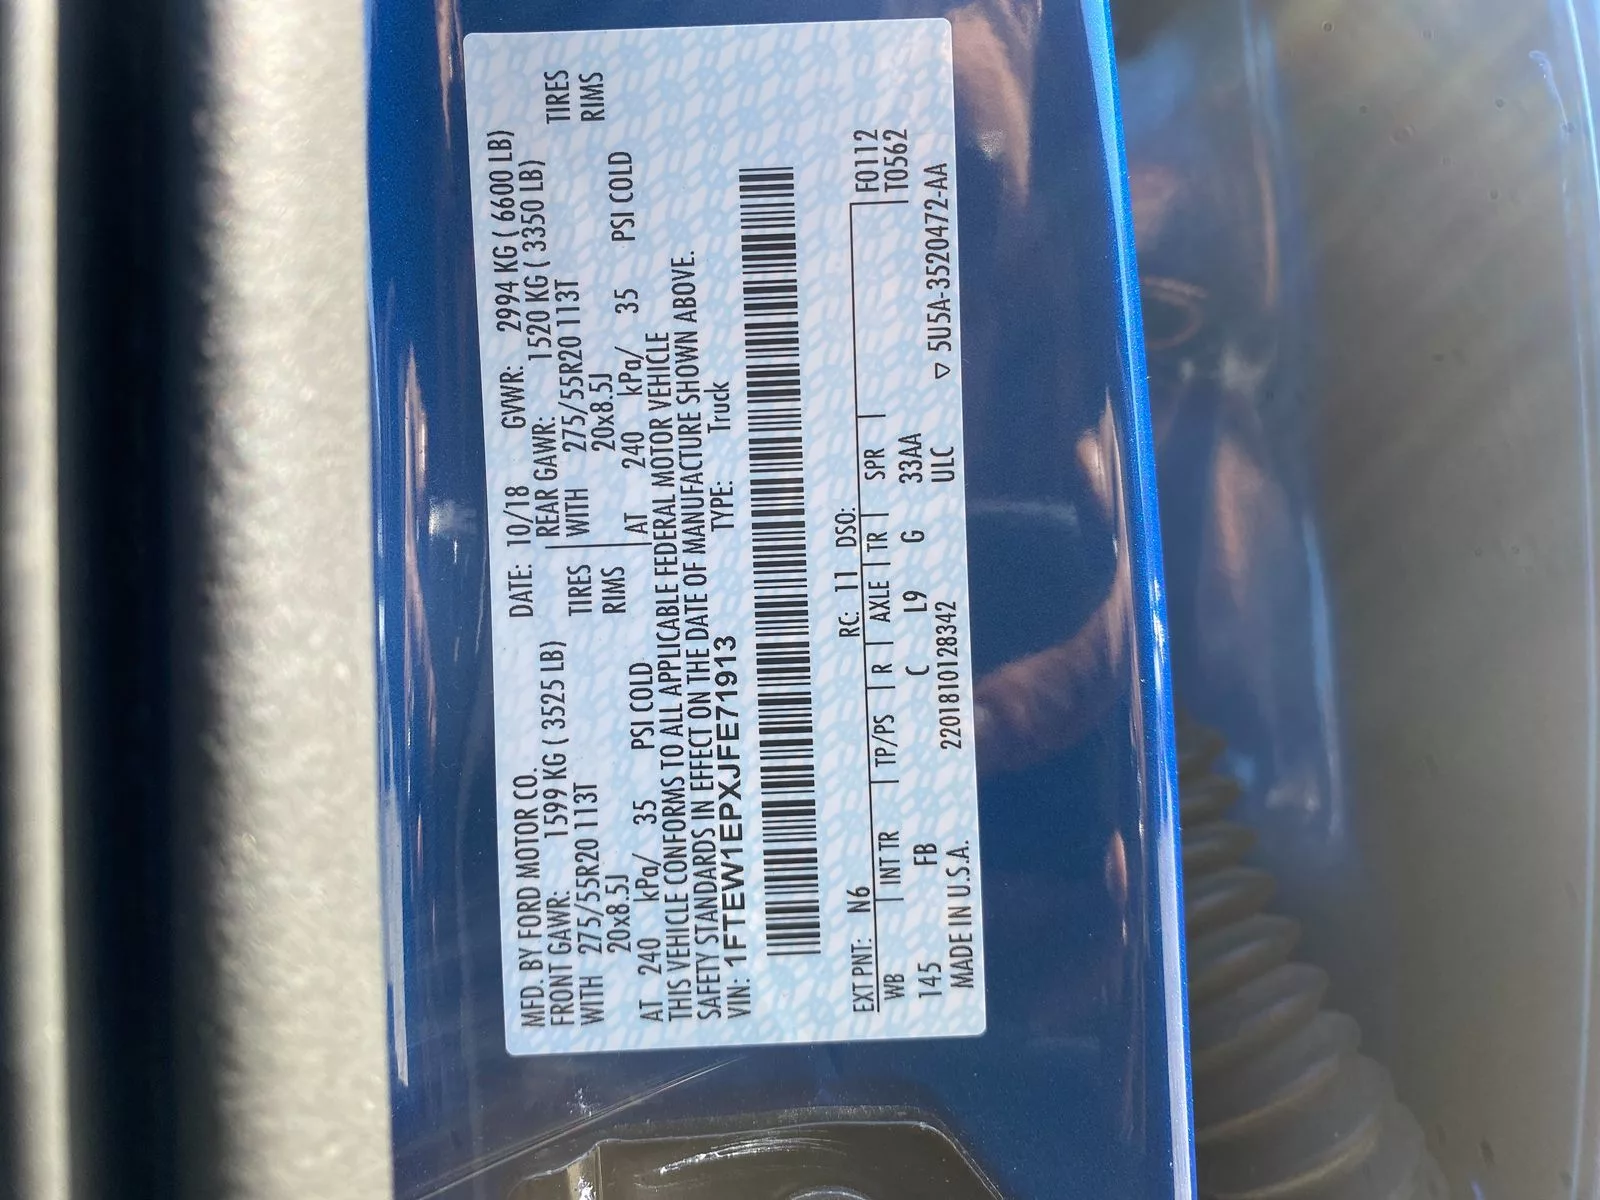 MFD. BY FORD MOTOR CO. DATE: 10/18 GVWR: 2994 KG ( 6600 LB)
FRONT GAWR: 1599 KG ( 3525 LB) REAR GAWR: 1520 KG ( 3350 LB)
WITH 275/55R20 113T TIRES WITH 275/55R20 113T TIRES
20x8.5J RIMS 20x8.5J RIMS
AT 240 kPa/ 35 PSI COLD AT 240 kPa/ 35 PSI COLD
THIS VEHICLE CONFORMS TO ALL APPLICABLE FEDERAL MOTOR VEHICLE
SAFETY STANDARDS IN EFFECT ON THE DATE OF MANUFACTURE SHOWN ABOVE.
VIN: 1FTEW1EPXJFE71913 TYPE: Truck
EXT PNT: N6 RC: 11 DSO: F0112
WB INT TR TP/PS R AXLE TR SPR T0562
145 FB C L9 G 33AA
MADE IN U.S.A. 2201810128342 ULC ▽ 5U5A-3520472-AA